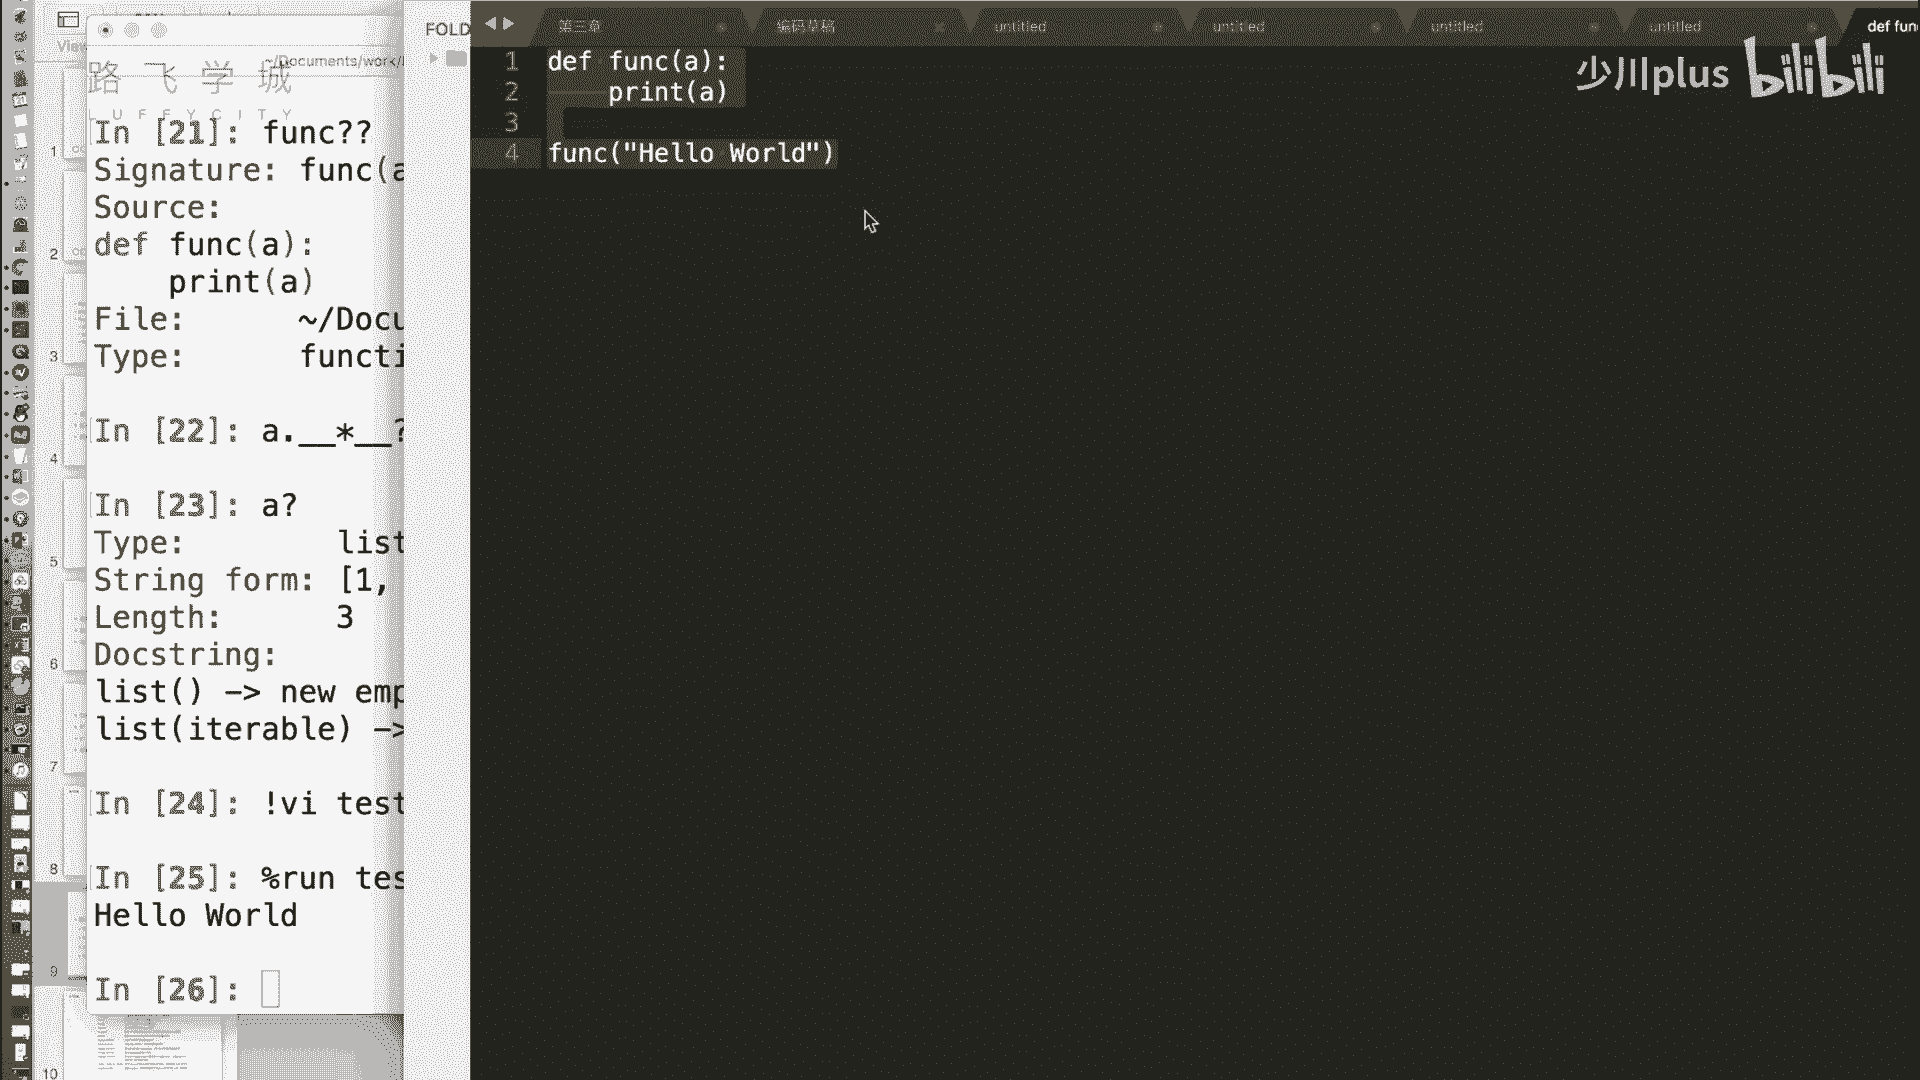 View
~/Documents/work/
路飞学城
LUFFYCITY
In [21]: func??
Signature: func(a
Source:
def func(a):
    print(a)
File:      ~/Docu
Type:      functi
In [22]: a.__*__?
In [23]: a?
Type:        list
String form: [1,
Length:      3
Docstring:
list() -> new emp
list(iterable) ->
In [24]: !vi test
In [25]: %run tes
Hello World
In [26]:
1
2
3
4
5
6
7
8
9
10
FOLD
第三章
编码草稿
untitled
untitled
untitled
untitled
def fun
1 def func(a):
2     print(a)
3
4 func("Hello World")
少川plus bilibili